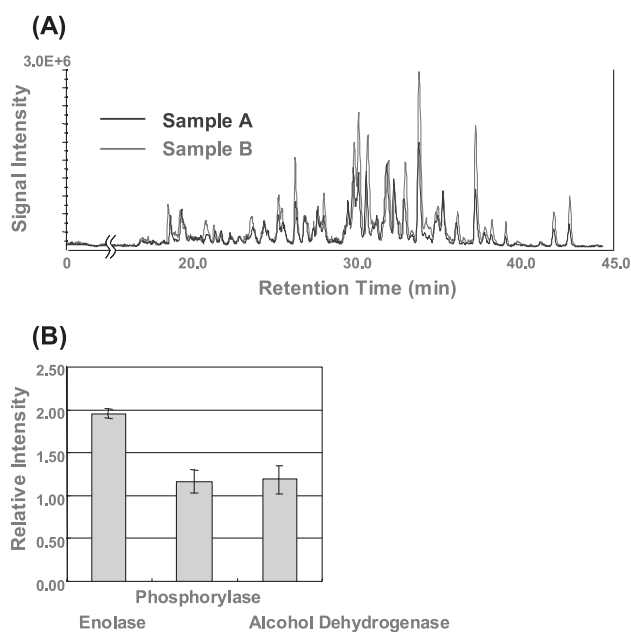 (A)
3.0E+6
Signal Intensity
Sample A
Sample B
0
20.0
30.0
40.0
45.0
Retention Time (min)
(B)
Relative Intensity
2.50
2.00
1.50
1.00
0.50
0.00
Phosphorylase
Enolase
Alcohol Dehydrogenase